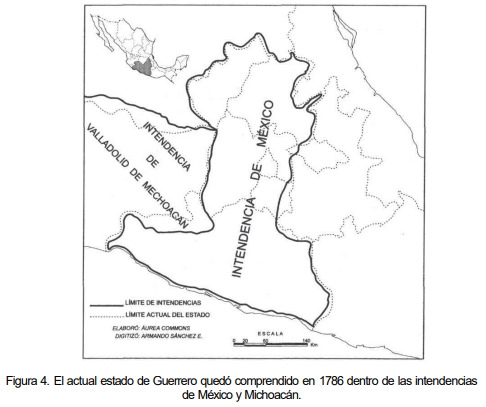 INTENDENCIA
DE
VALLADOLID DE MECHOACÁN
INTENDENCIA DE MÉXICO
LÍMITE DE INTENDENCIAS
LÍMITE ACTUAL DEL ESTADO
ELABORÓ: ÁUREA COMMONS
DIGITIZÓ: ARMANDO SÁNCHEZ E.
ESCALA
0 20 60 140
Km
Figura 4. El actual estado de Guerrero quedó comprendido en 1786 dentro de las intendencias
de México y Michoacán.